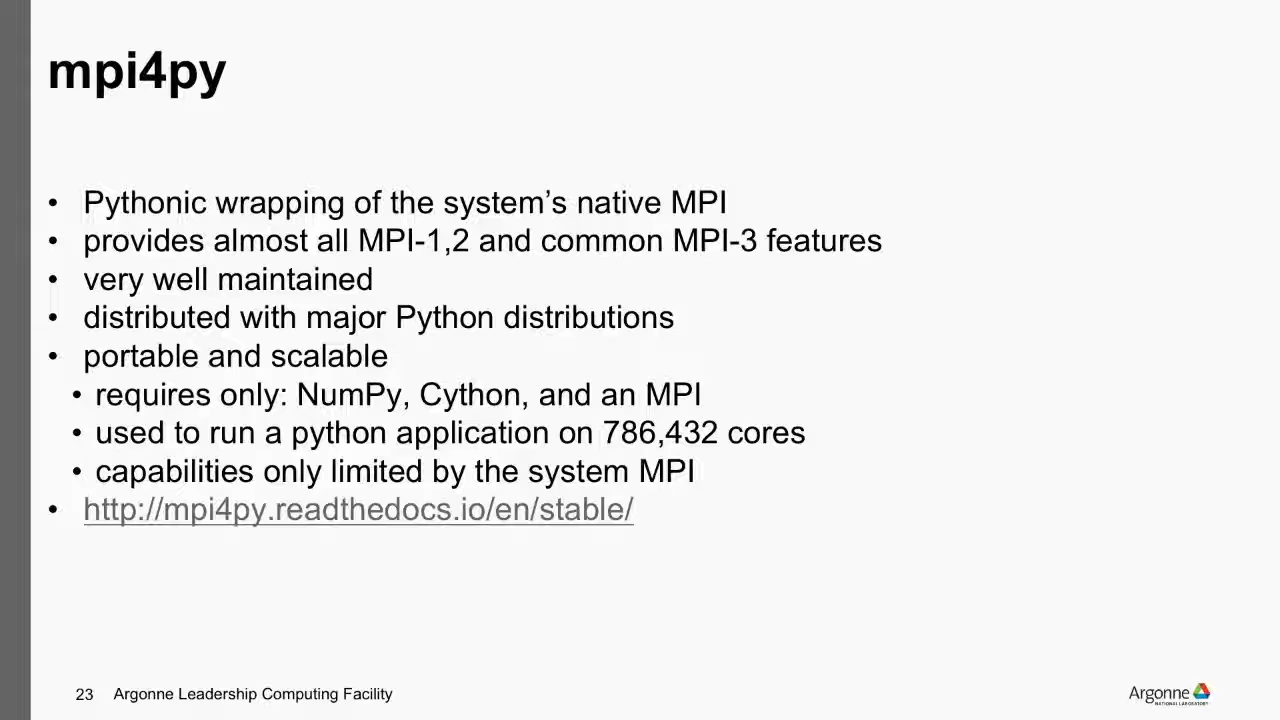 mpi4py
• Pythonic wrapping of the system’s native MPI
• provides almost all MPI-1,2 and common MPI-3 features
• very well maintained
• distributed with major Python distributions
• portable and scalable
• requires only: NumPy, Cython, and an MPI
• used to run a python application on 786,432 cores
• capabilities only limited by the system MPI
• http://mpi4py.readthedocs.io/en/stable/
23 Argonne Leadership Computing Facility
Argonne
NATIONAL LABORATORY